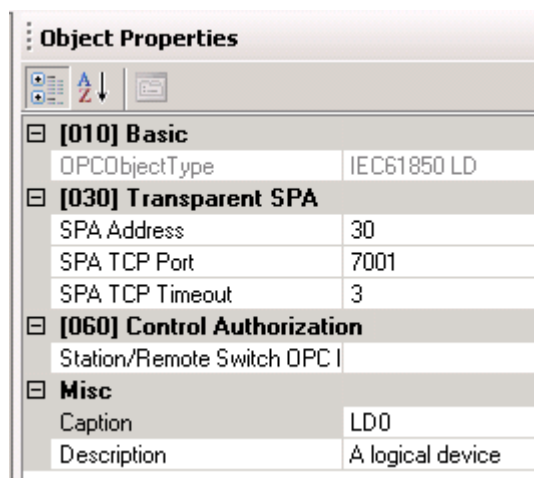 Object Properties
[010] Basic
OPCObjectType IEC61850 LD
[030] Transparent SPA
SPA Address 30
SPA TCP Port 7001
SPA TCP Timeout 3
[060] Control Authorization
Station/Remote Switch OPC I
Misc
Caption LD0
Description A logical device